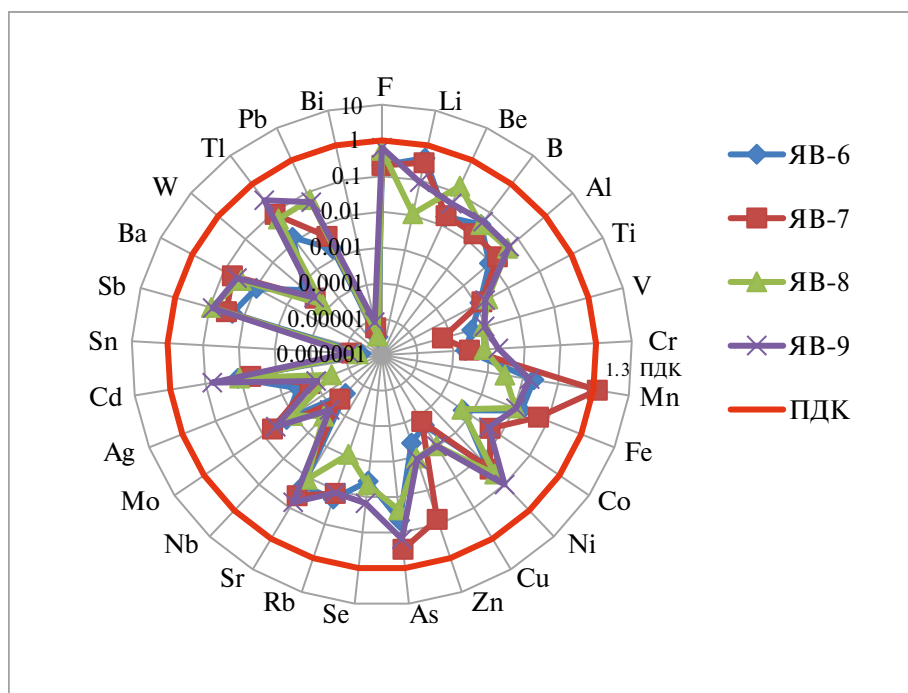 F
Li
Be
B
Al
Ti
V
Cr
Mn
Fe
Co
Ni
Cu
Zn
As
Se
Rb
Sr
Nb
Mo
Ag
Cd
Sn
Sb
Ba
W
Tl
Pb
Bi
10
1
0.1
0.01
0.001
0.0001
0.00001
0.000001
1.3 ПДК
ЯВ-6
ЯВ-7
ЯВ-8
ЯВ-9
ПДК